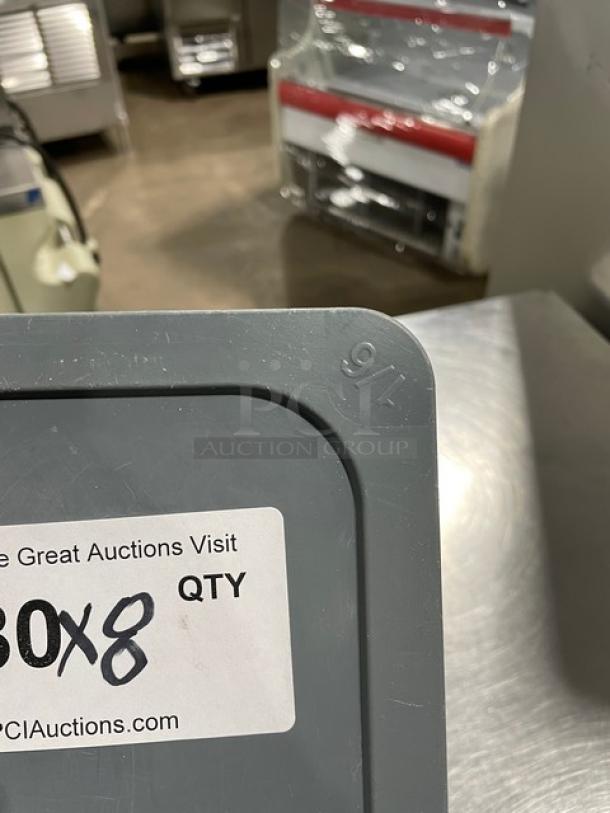 1/6
PCI
AUCTION GROUP
e Great Auctions Visit
QTY
30x8
PCIAuctions.com